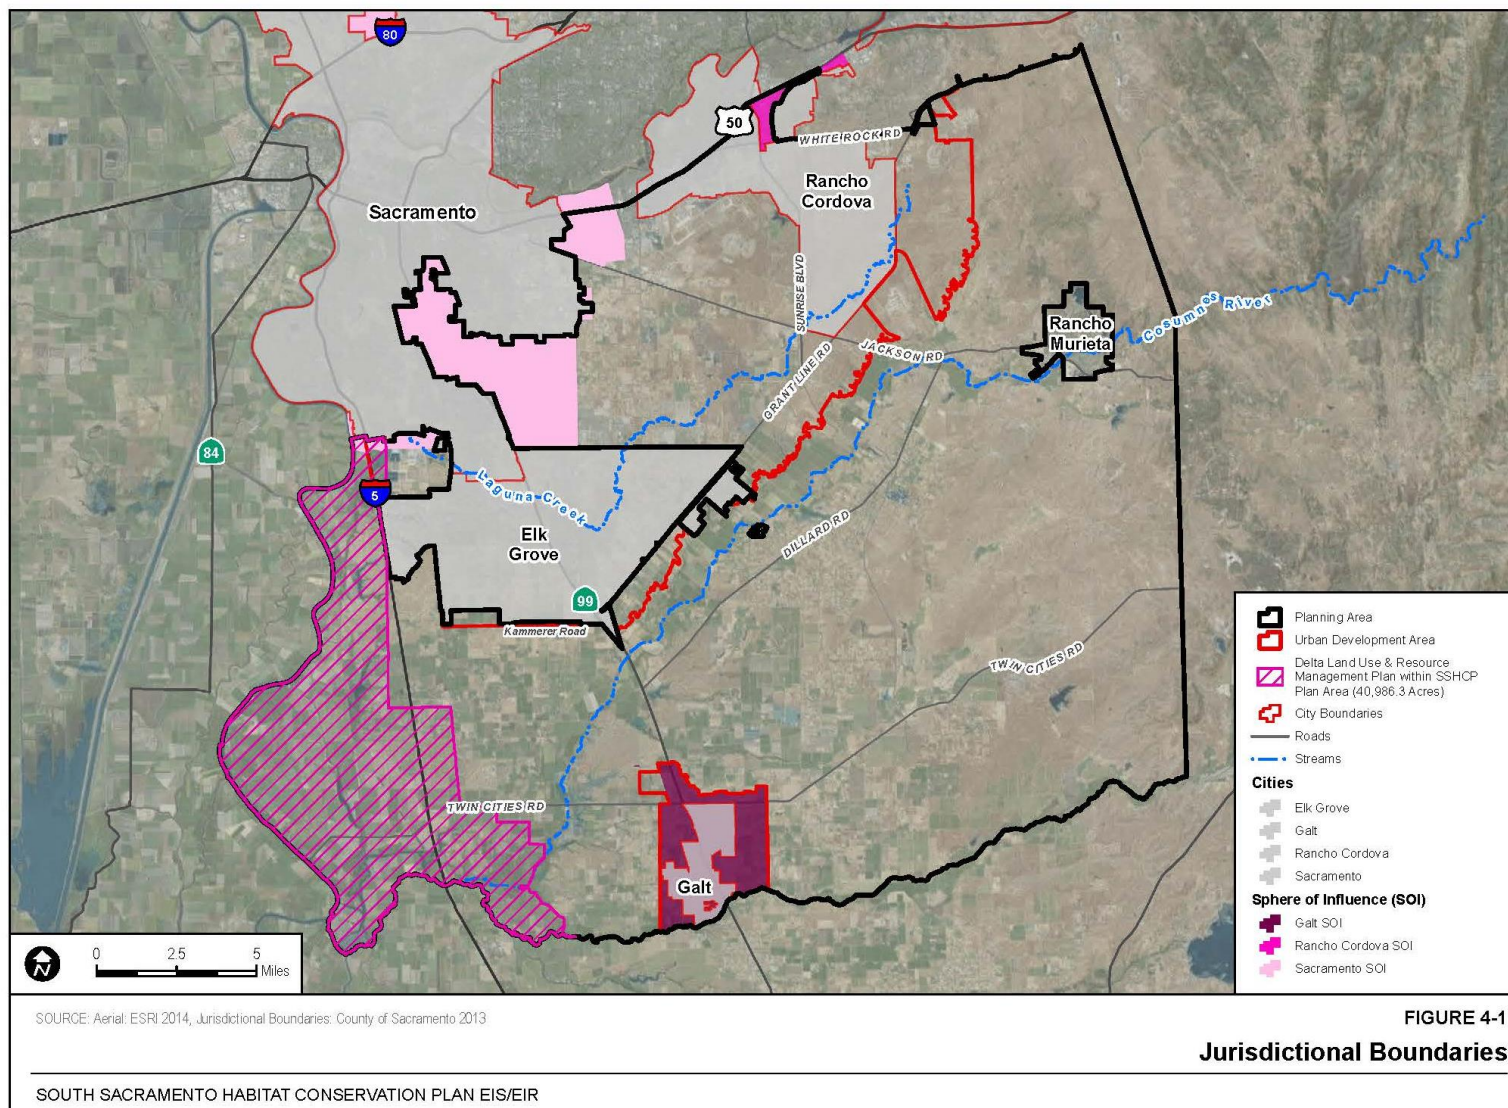 80
50
WHITE ROCK RD
Rancho
Cordova
Sacramento
SUNRISE BLVD
Cosumnes River
Rancho
Murieta
JACKSON RD
GRANT LINE RD
84
5
Laguna Creek
DILLARD RD
Elk
Grove
99
Kammerer Road
TWIN CITIES RD
TWIN CITIES RD
Galt
Planning Area
Urban Development Area
Delta Land Use & Resource
Management Plan within SSHCP
Plan Area (40,986.3 Acres)
City Boundaries
Roads
Streams
Cities
Elk Grove
Galt
Rancho Cordova
Sacramento
Sphere of Influence (SOI)
Galt SOI
Rancho Cordova SOI
Sacramento SOI
N
0 2.5 5
Miles
SOURCE: Aerial: ESRI 2014, Jurisdictional Boundaries: County of Sacramento 2013
FIGURE 4-1
Jurisdictional Boundaries
SOUTH SACRAMENTO HABITAT CONSERVATION PLAN EIS/EIR